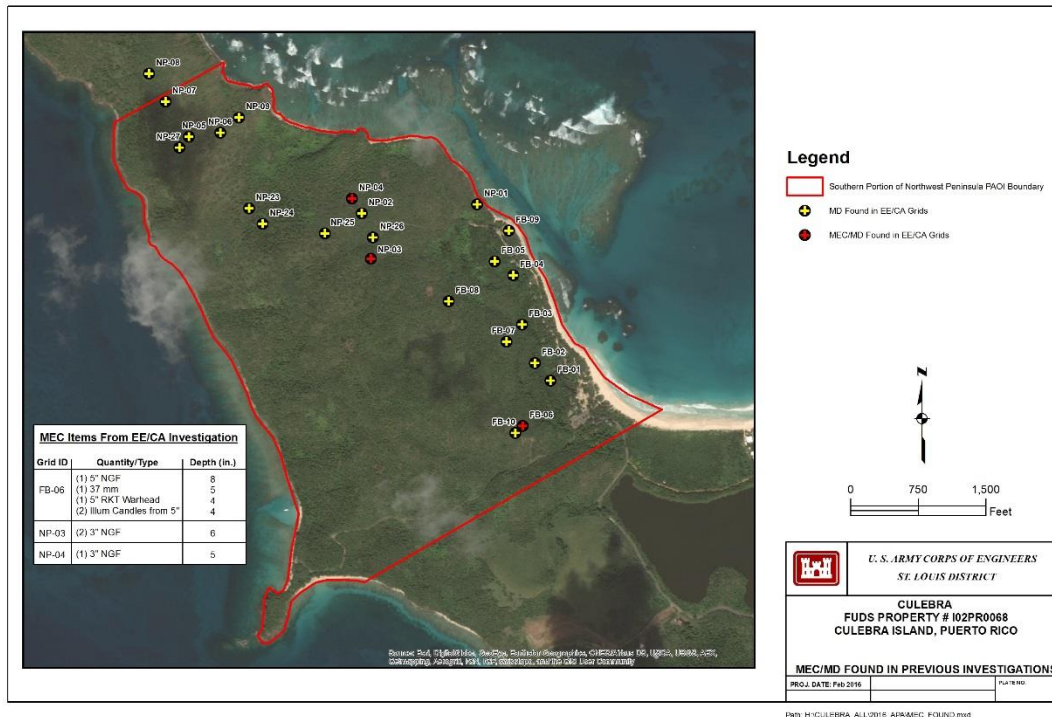 NP-08
NP-07
NP-09
NP-05
NP-06
NP-27
NP-04
NP-23
NP-02
NP-01
NP-24
NP-25
NP-26
FB-09
NP-03
FB-05
FB-04
FB-08
FB-03
FB-07
FB-02
FB-01
FB-10
FB-06
MEC Items From EE/CA Investigation
Grid ID Quantity/Type Depth (in.)
FB-06 (1) 5" NGF 8
(1) 37 mm 5
(1) 5" RKT Warhead 4
(2) Illum Candles from 5" 4
NP-03 (2) 3" NGF 6
NP-04 (1) 3" NGF 5
Legend
Southern Portion of Northwest Peninsula PAOI Boundary
MD Found in EE/CA Grids
MEC/MD Found in EE/CA Grids
N
0 750 1,500
Feet
U. S. ARMY CORPS OF ENGINEERS
ST. LOUIS DISTRICT
CULEBRA
FUDS PROPERTY # I02PR0068
CULEBRA ISLAND, PUERTO RICO
MEC/MD FOUND IN PREVIOUS INVESTIGATIONS
PROJ. DATE: Feb 2016 PLATE NO.
Path: H:\CULEBRA_ALL\2016_APA\MEC_FOUND.mxd